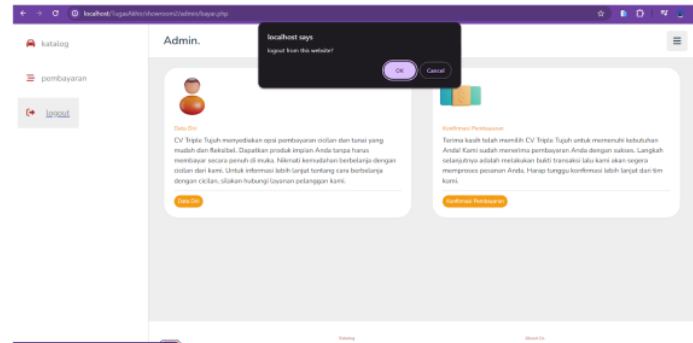 localhost/TugasAkhir/showroom2/admin/bayar.php
katalog
pembayaran
logout
Admin.
localhost says
logout from this website?
OK
Cancel
Data Diri
CV Triple Tujuh menyediakan opsi pembayaran cicilan dan tunai yang
mudah dan fleksibel. Dapatkan produk impian Anda tanpa harus
membayar secara penuh di muka. Nikmati kemudahan berbelanja dengan
cicilan dari kami. Untuk informasi lebih lanjut tentang cara berbelanja
dengan cicilan, silakan hubungi layanan pelanggan kami.
Data Diri
Konfirmasi Pembayaran
Terima kasih telah memilih CV Triple Tujuh untuk memenuhi kebutuhan
Anda! Kami sudah menerima pembayaran Anda dengan sukses. Langkah
selanjutnya adalah melakukan bukti transaksi lalu kami akan segera
memproses pesanan Anda. Harap tunggu konfirmasi lebih lanjut dari tim
kami.
Konfirmasi Pembayaran
Katalog
About Us